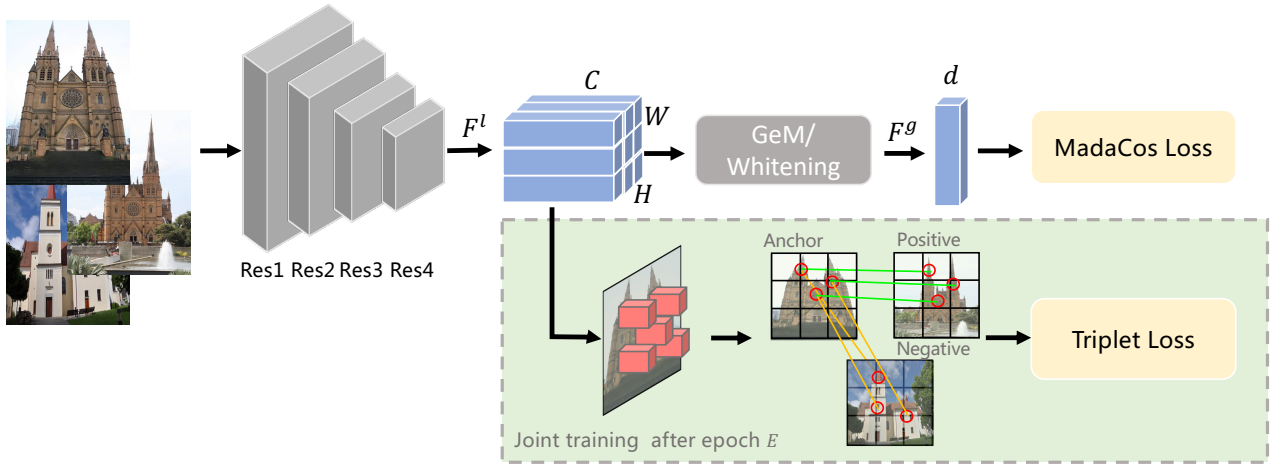 C
d
F^l
W
GeM/
Whitening
F^g
MadaCos Loss
H
Res1 Res2 Res3 Res4
Anchor
Positive
Negative
Triplet Loss
Joint training after epoch E